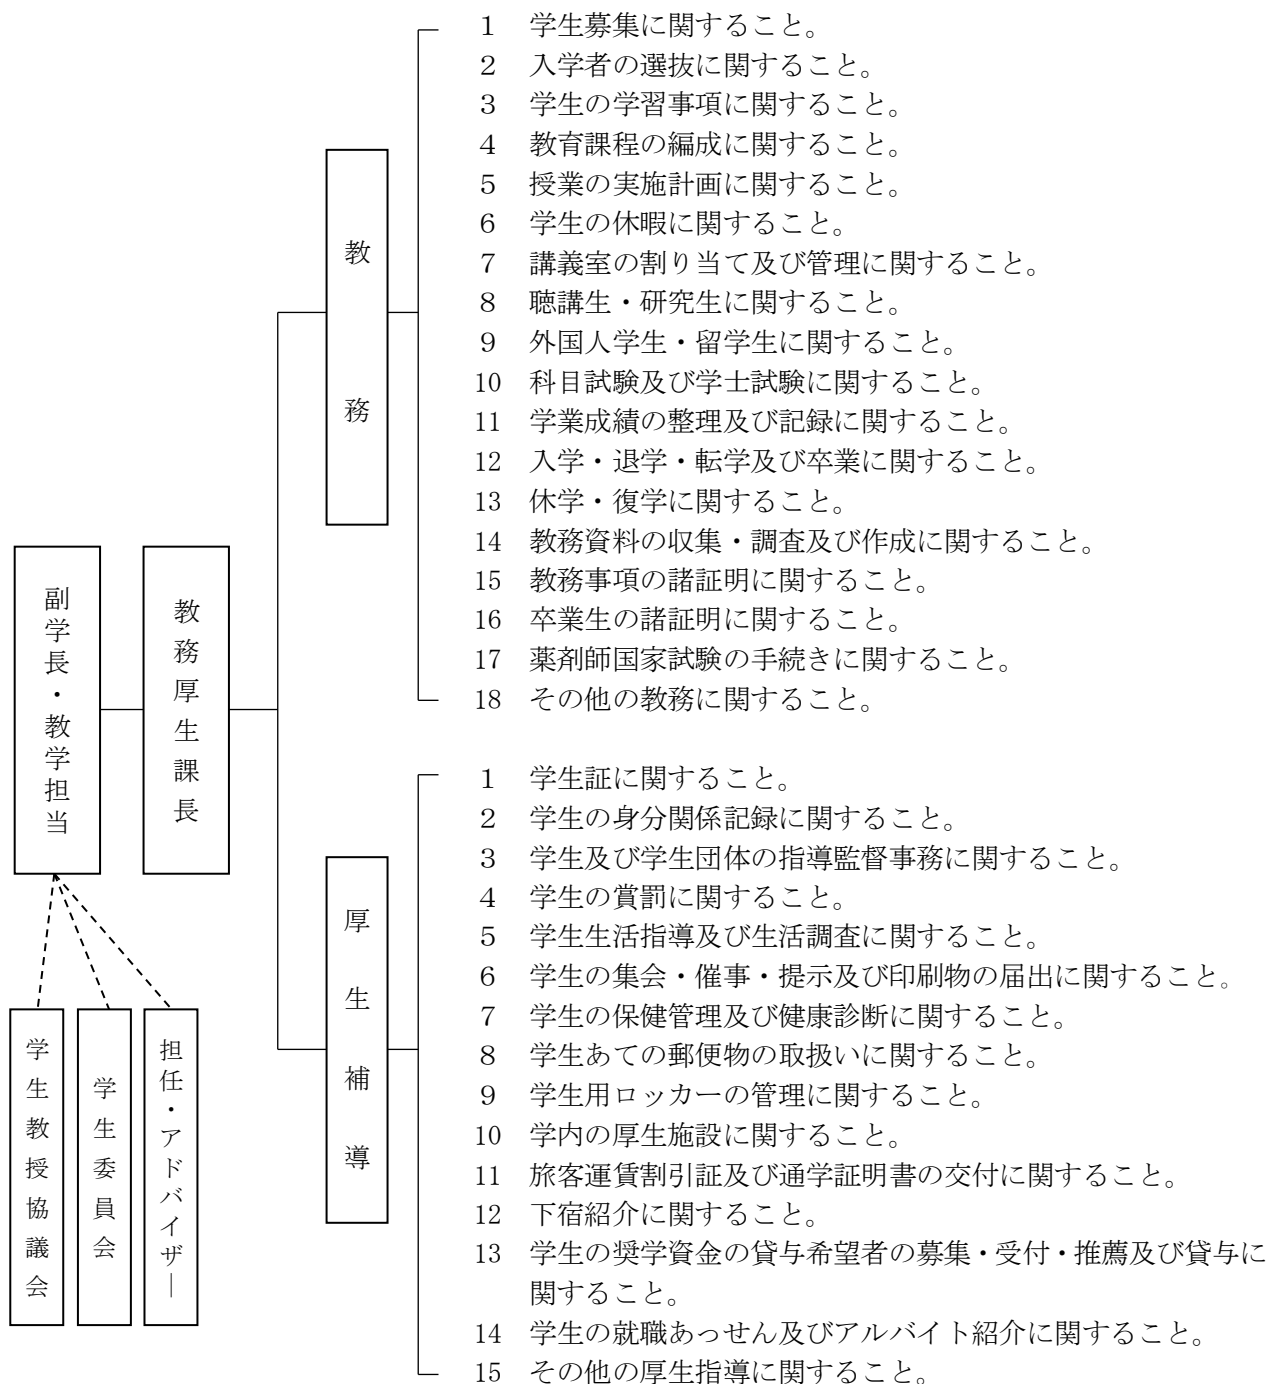 副学長・教学担当
教務厚生課長
学生教授協議会
学生委員会
担任・アドバイザー
教務
1 学生募集に関すること。
2 入学者の選抜に関すること。
3 学生の学習事項に関すること。
4 教育課程の編成に関すること。
5 授業の実施計画に関すること。
6 学生の休暇に関すること。
7 講義室の割り当て及び管理に関すること。
8 聴講生・研究生に関すること。
9 外国人学生・留学生に関すること。
10 科目試験及び学士試験に関すること。
11 学業成績の整理及び記録に関すること。
12 入学・退学・転学及び卒業に関すること。
13 休学・復学に関すること。
14 教務資料の収集・調査及び作成に関すること。
15 教務事項の諸証明に関すること。
16 卒業生の諸証明に関すること。
17 薬剤師国家試験の手続きに関すること。
18 その他の教務に関すること。
厚生補導
1 学生証に関すること。
2 学生の身分関係記録に関すること。
3 学生及び学生団体の指導監督事務に関すること。
4 学生の賞罰に関すること。
5 学生生活指導及び生活調査に関すること。
6 学生の集会・催事・提示及び印刷物の届出に関すること。
7 学生の保健管理及び健康診断に関すること。
8 学生あての郵便物の取扱いに関すること。
9 学生用ロッカーの管理に関すること。
10 学内の厚生施設に関すること。
11 旅客運賃割引証及び通学証明書の交付に関すること。
12 下宿紹介に関すること。
13 学生の奨学資金の貸与希望者の募集・受付・推薦及び貸与に
関すること。
14 学生の就職あっせん及びアルバイト紹介に関すること。
15 その他の厚生指導に関すること。